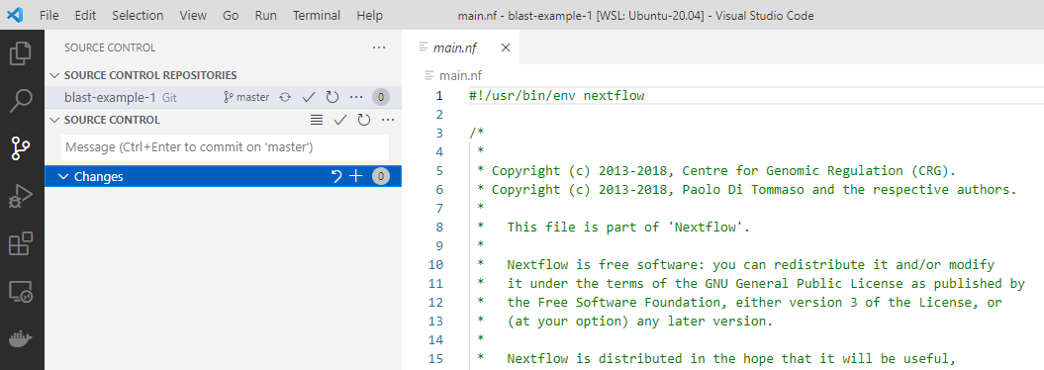 File Edit Selection View Go Run Terminal Help main.nf - blast-example-1 [WSL: Ubuntu-20.04] - Visual Studio Code
SOURCE CONTROL
SOURCE CONTROL REPOSITORIES
blast-example-1 Git master 0
SOURCE CONTROL
Message (Ctrl+Enter to commit on 'master')
Changes 0
main.nf
main.nf
1 #!/usr/bin/env nextflow
2
3 /*
4 *
5 * Copyright (c) 2013-2018, Centre for Genomic Regulation (CRG).
6 * Copyright (c) 2013-2018, Paolo Di Tommaso and the respective authors.
7 *
8 * This file is part of 'Nextflow'.
9 *
10 * Nextflow is free software: you can redistribute it and/or modify
11 * it under the terms of the GNU General Public License as published by
12 * the Free Software Foundation, either version 3 of the License, or
13 * (at your option) any later version.
14 *
15 * Nextflow is distributed in the hope that it will be useful,